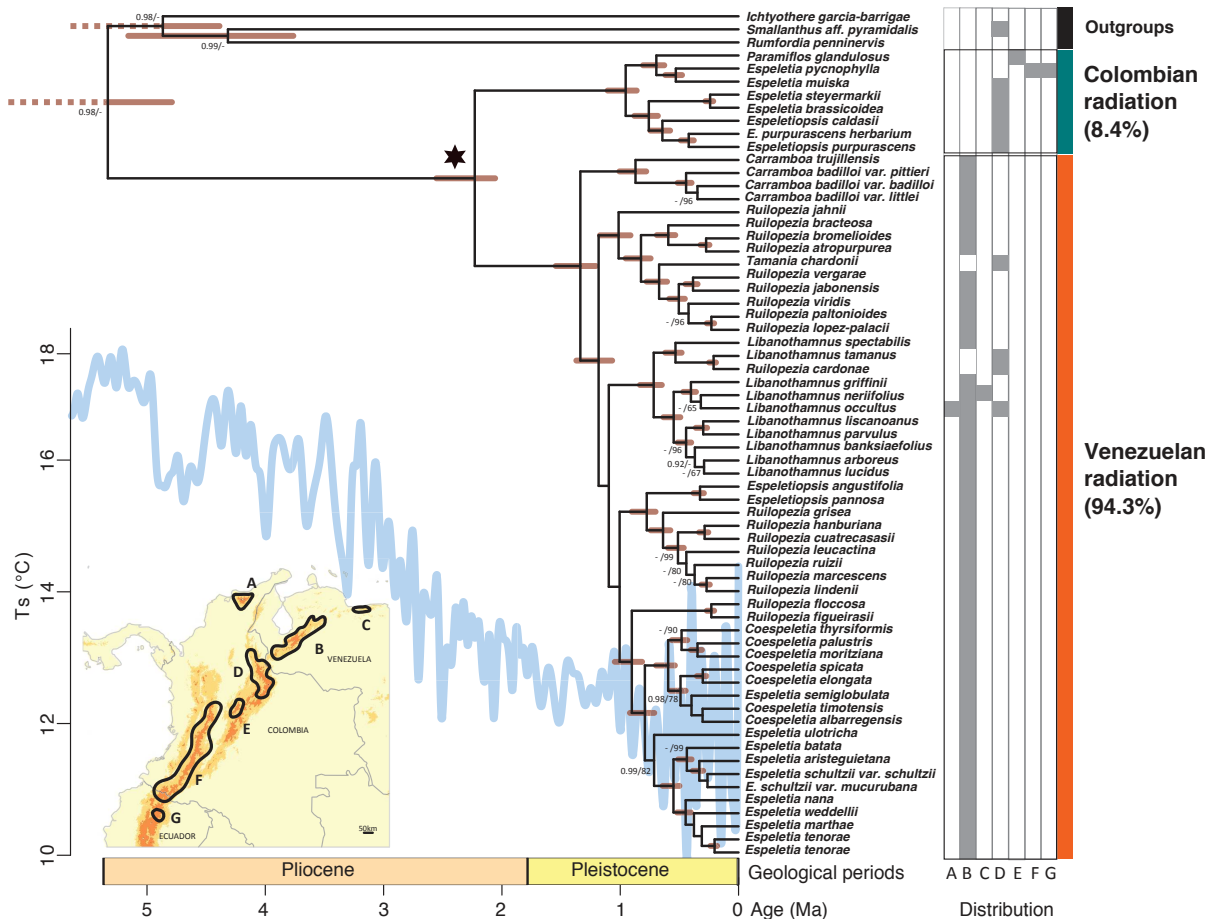 Ichtyothere garcia-barrigae
Smallanthus aff. pyramidalis
Rumfordia penninervis
Paramiflos glandulosus
Espeletia pycnophylla
Espeletia muiska
Espeletia steyermarkii
Espeletia brassicoidea
Espeletiopsis caldasii
E. purpurascens herbarium
Espeletiopsis purpurascens
Carramboa trujillensis
Carramboa badilloi var. pittieri
Carramboa badilloi var. badilloi
Carramboa badilloi var. littlei
Ruilopezia jahnii
Ruilopezia bracteosa
Ruilopezia bromelioides
Ruilopezia atropurpurea
Tamania chardonii
Ruilopezia vergarae
Ruilopezia jabonensis
Ruilopezia viridis
Ruilopezia paltonioides
Ruilopezia lopez-palacii
Libanothamnus spectabilis
Libanothamnus tamanus
Ruilopezia cardonae
Libanothamnus griffinii
Libanothamnus neriifolius
Libanothamnus occultus
Libanothamnus liscanoanus
Libanothamnus parvulus
Libanothamnus banksiaefolius
Libanothamnus arboreus
Libanothamnus lucidus
Espeletiopsis angustifolia
Espeletiopsis pannosa
Ruilopezia grisea
Ruilopezia hanburiana
Ruilopezia cuatrecasasii
Ruilopezia leucactina
Ruilopezia ruizii
Ruilopezia marcescens
Ruilopezia lindenii
Ruilopezia floccosa
Ruilopezia figueirasii
Coespeletia thyrsiformis
Coespeletia palustris
Coespeletia moritziana
Coespeletia spicata
Coespeletia elongata
Espeletia semiglobulata
Coespeletia timotensis
Coespeletia albarregensis
Espeletia ulotricha
Espeletia batata
Espeletia aristeguietana
Espeletia schultzii var. schultzii
E. schultzii var. mucurubana
Espeletia nana
Espeletia weddellii
Espeletia marthae
Espeletia tenorae
Espeletia tenorae
0.98/-
0.99/-
0.98/-
- /96
- /96
- /65
- /96
0.92/-
- /67
- /99
- /80
- /80
- /90
0.98/78
- /99
0.99/82
Outgroups
Colombian
radiation
(8.4%)
Venezuelan
radiation
(94.3%)
A B C D E F G
Distribution
Ts (°C)
18
16
14
12
10
A
B
C
D
E
F
G
VENEZUELA
COLOMBIA
ECUADOR
50km
Pliocene
Pleistocene
Geological periods
5 4 3 2 1 0
Age (Ma)